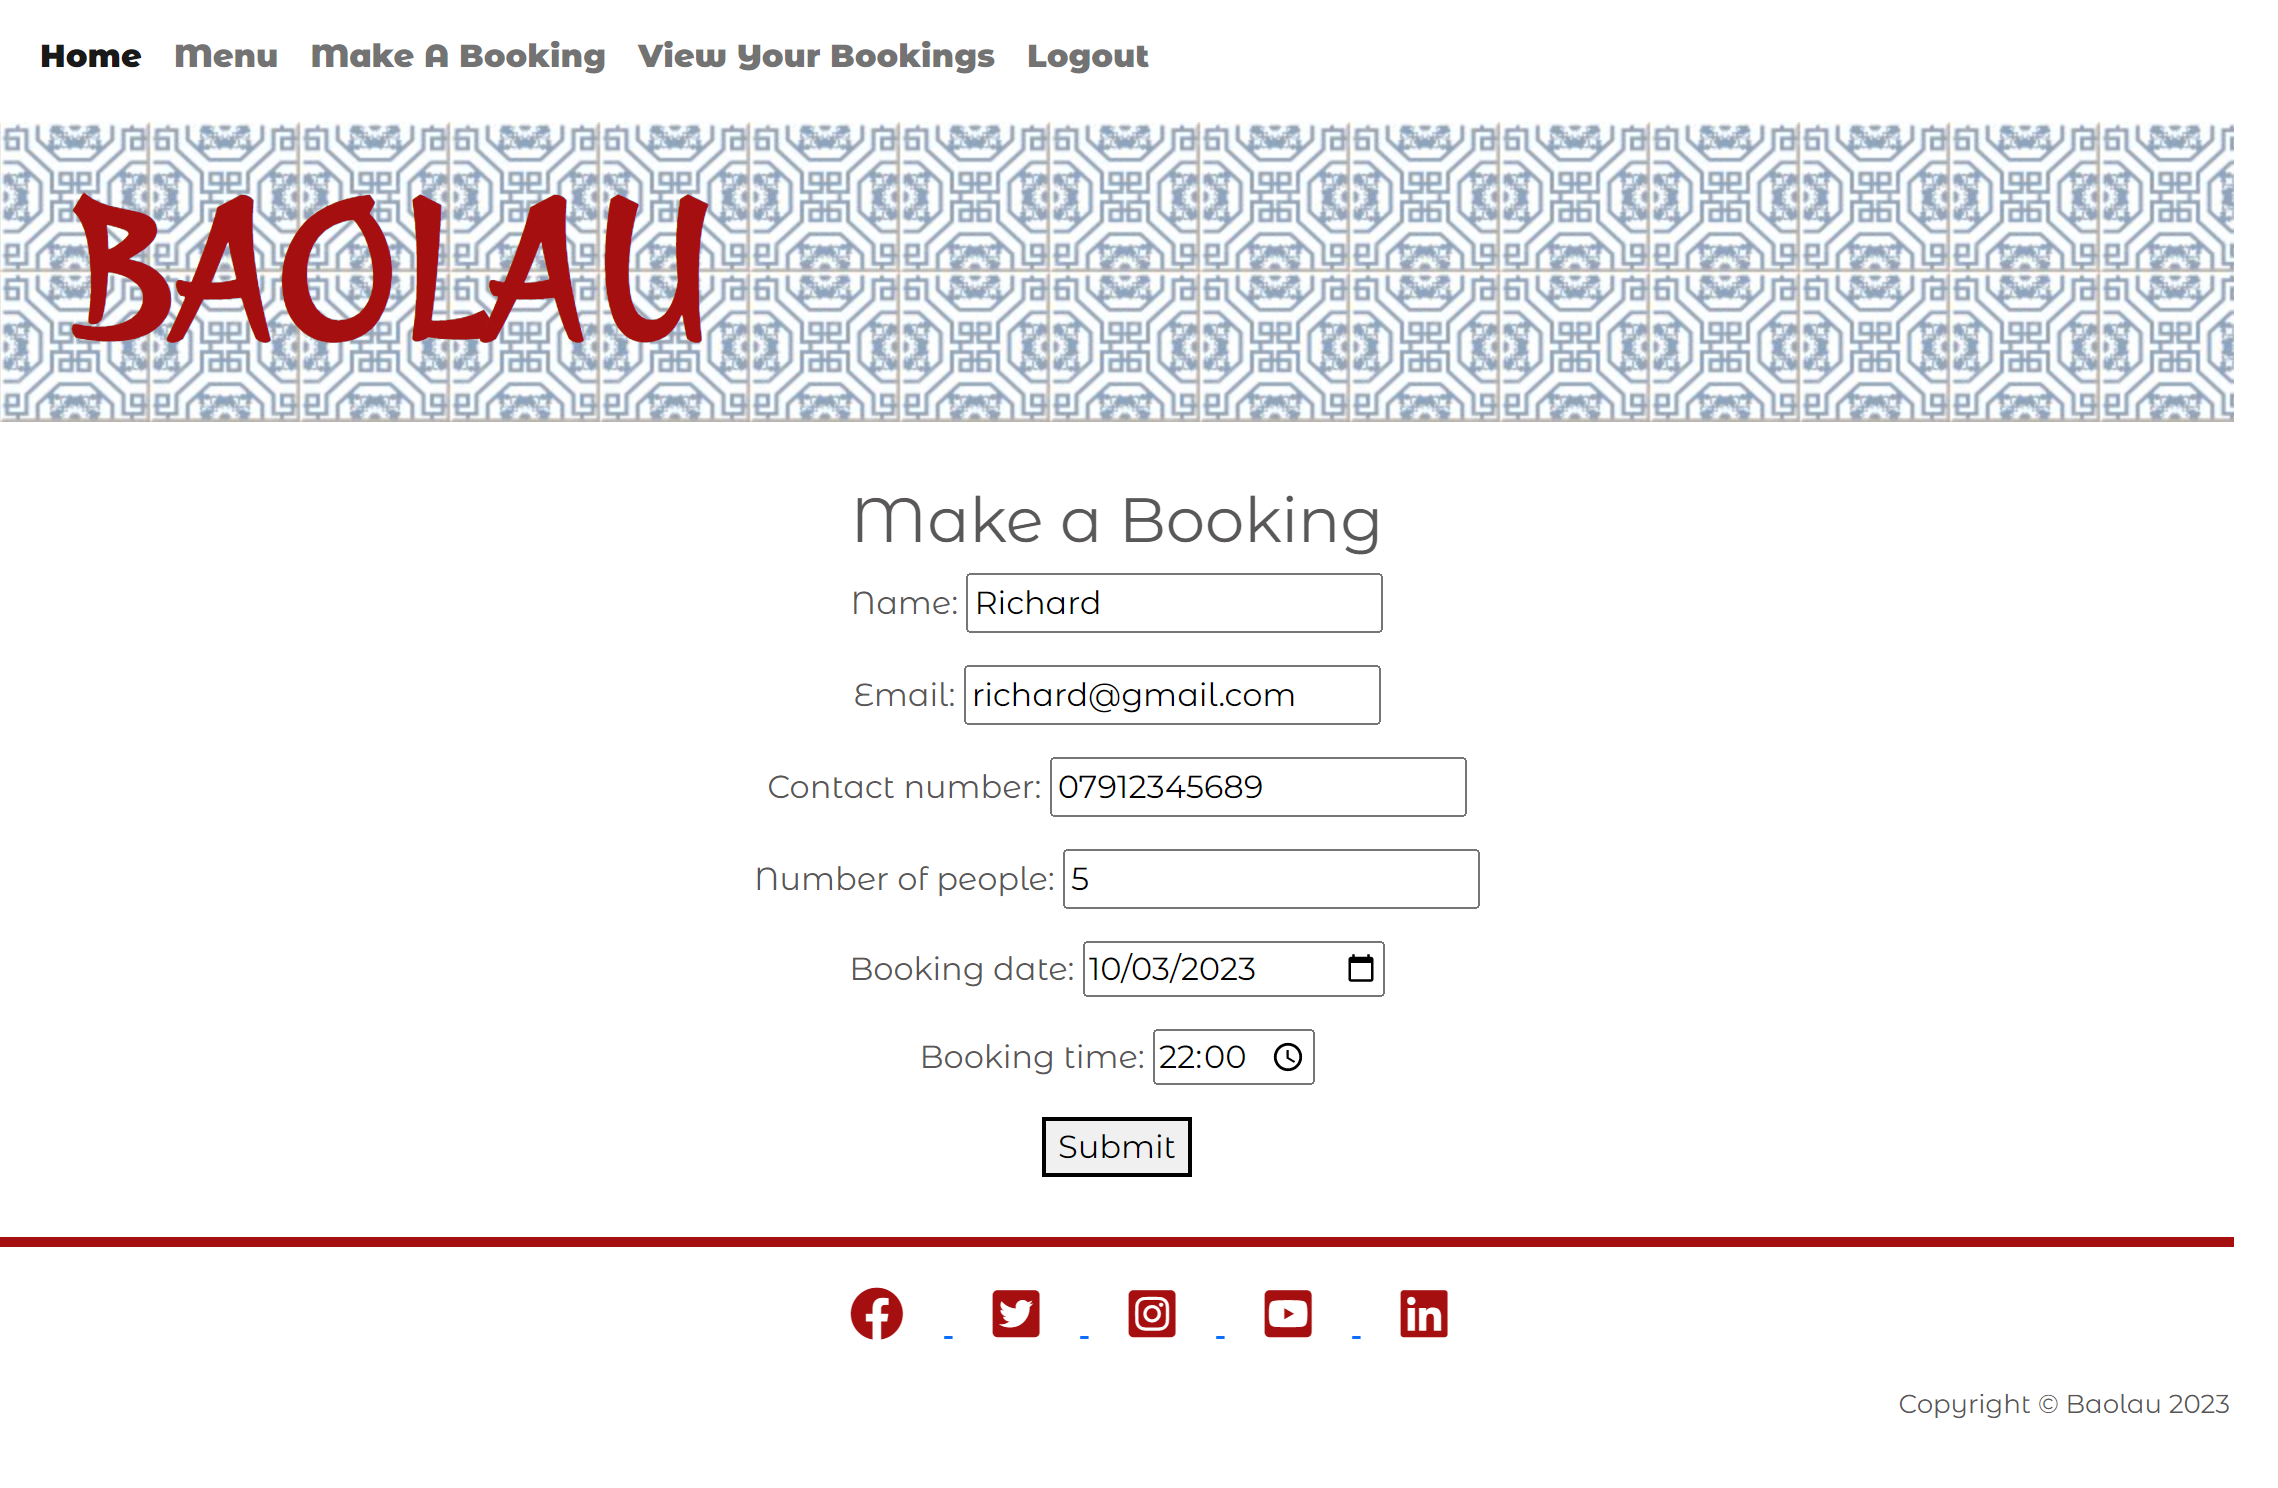 Home Menu Make A Booking View Your Bookings Logout
BAOLAU
Make a Booking
Name: Richard
Email: richard@gmail.com
Contact number: 07912345689
Number of people: 5
Booking date: 10/03/2023
Booking time: 22:00
Submit
Copyright © Baolau 2023